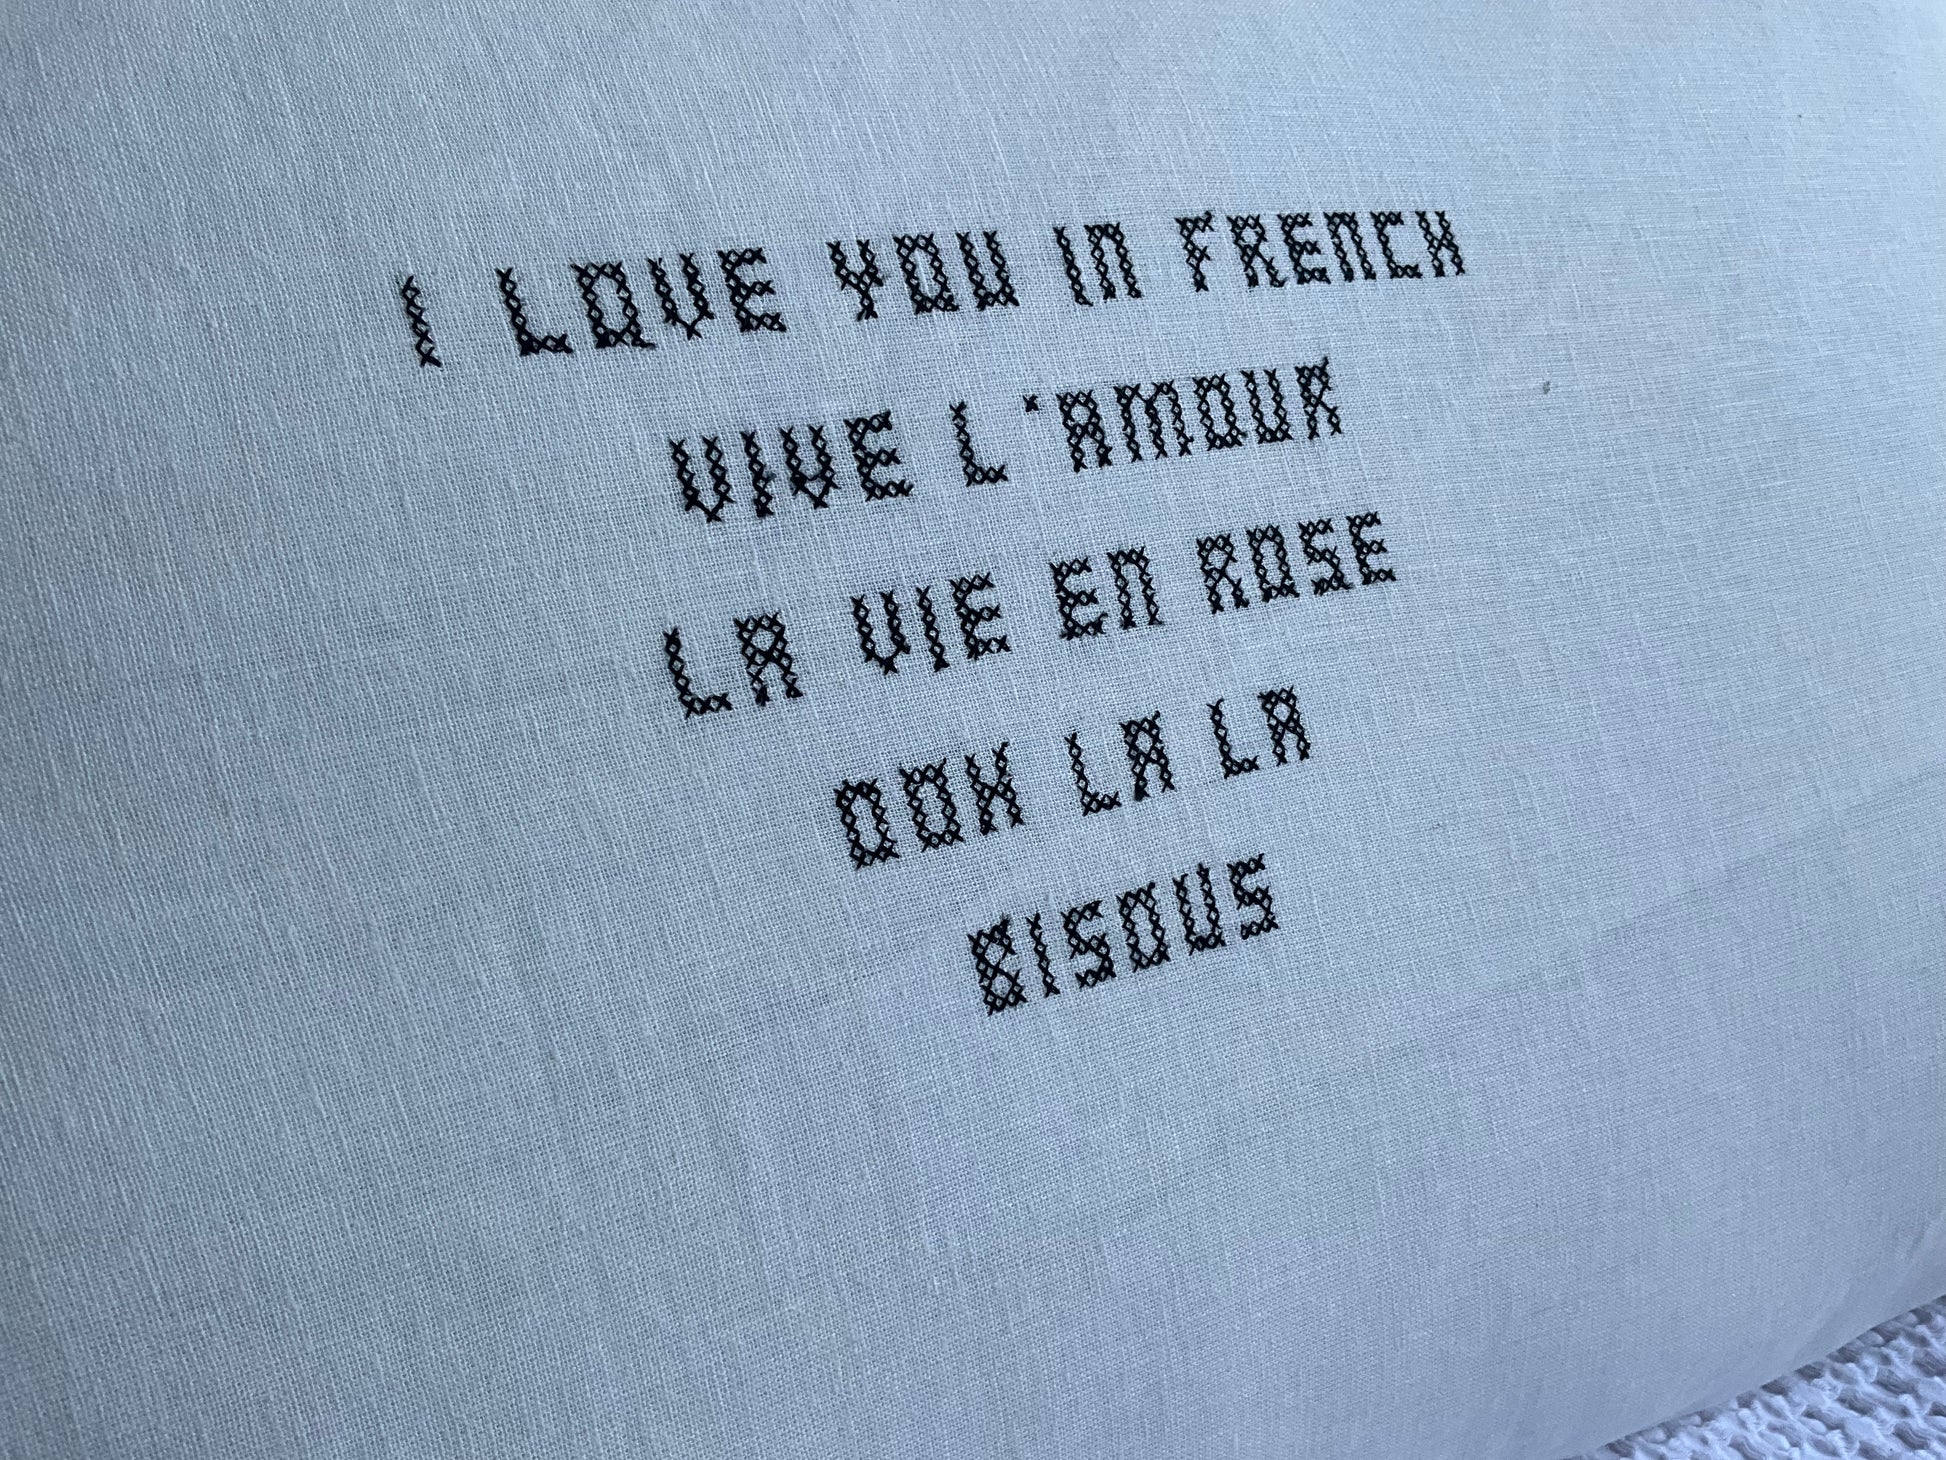 I LOVE YOU IN FRENCH
VIVE L'AMOUR
LA VIE EN ROSE
OOH LA LA
BISOUS